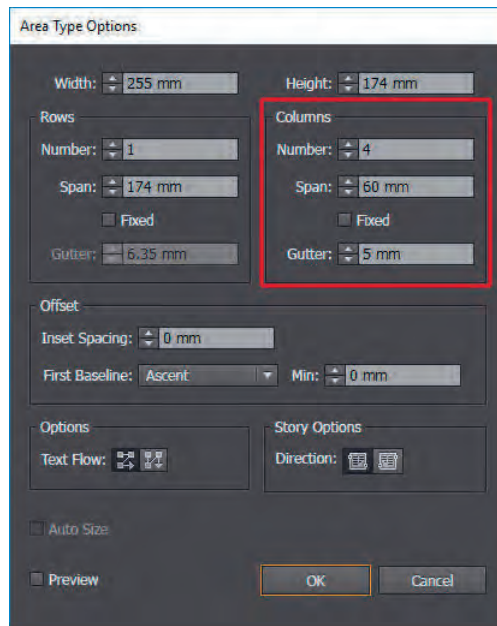 Area Type Options
Width: 255 mm Height: 174 mm
Rows
Number: 1
Span: 174 mm
Fixed
Gutter: 6.35 mm
Columns
Number: 4
Span: 60 mm
Fixed
Gutter: 5 mm
Offset
Inset Spacing: 0 mm
First Baseline: Ascent Min: 0 mm
Options
Text Flow:
Story Options
Direction:
Auto Size
Preview OK Cancel